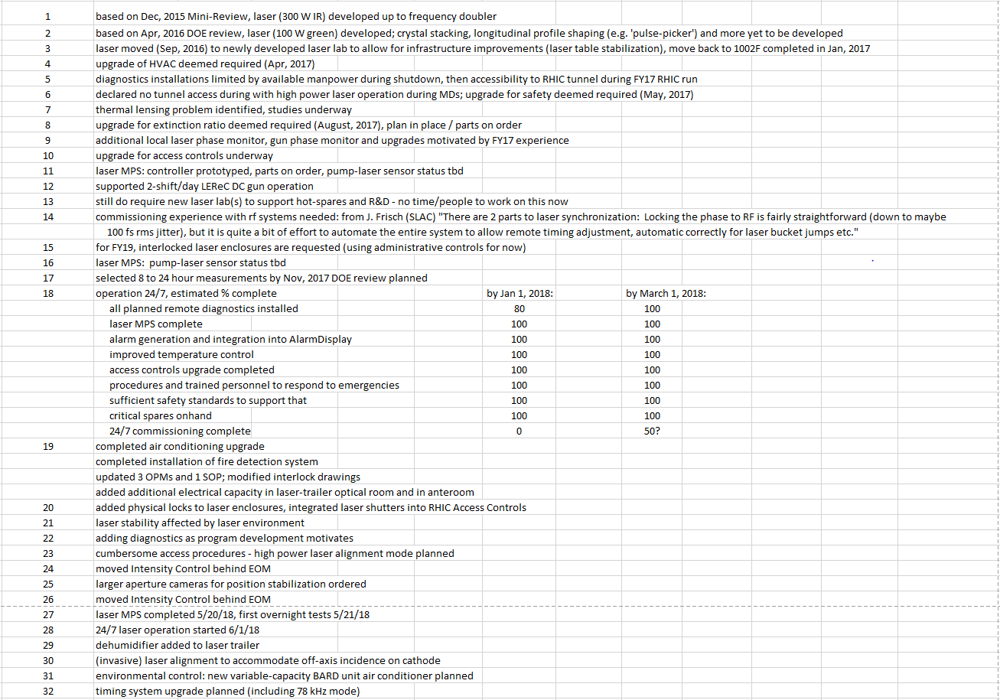 1 based on Dec, 2015 Mini-Review, laser (300 W IR) developed up to frequency doubler
2 based on Apr, 2016 DOE review, laser (100 W green) developed; crystal stacking, longitudinal profile shaping (e.g. 'pulse-picker') and more yet to be developed
3 laser moved (Sep, 2016) to newly developed laser lab to allow for infrastructure improvements (laser table stabilization), move back to 1002F completed in Jan, 2017
4 upgrade of HVAC deemed required (Apr, 2017)
5 diagnostics installations limited by available manpower during shutdown, then accessibility to RHIC tunnel during FY17 RHIC run
6 declared no tunnel access during with high power laser operation during MDs; upgrade for safety deemed required (May, 2017)
7 thermal lensing problem identified, studies underway
8 upgrade for extinction ratio deemed required (August, 2017), plan in place / parts on order
9 additional local laser phase monitor, gun phase monitor and upgrades motivated by FY17 experience
10 upgrade for access controls underway
11 laser MPS: controller prototyped, parts on order, pump-laser sensor status tbd
12 supported 2-shift/day LEReC DC gun operation
13 still do require new laser lab(s) to support hot-spares and R&D - no time/people to work on this now
14 commissioning experience with rf systems needed: from J. Frisch (SLAC) "There are 2 parts to laser synchronization: Locking the phase to RF is fairly straightforward (down to maybe
100 fs rms jitter), but it is quite a bit of effort to automate the entire system to allow remote timing adjustment, automatic correctly for laser bucket jumps etc."
15 for FY19, interlocked laser enclosures are requested (using administrative controls for now)
16 laser MPS: pump-laser sensor status tbd
17 selected 8 to 24 hour measurements by Nov, 2017 DOE review planned
18 operation 24/7, estimated % complete by Jan 1, 2018: by March 1, 2018:
all planned remote diagnostics installed 80 100
laser MPS complete 100 100
alarm generation and integration into AlarmDisplay 100 100
improved temperature control 100 100
access controls upgrade completed 100 100
procedures and trained personnel to respond to emergencies 100 100
sufficient safety standards to support that 100 100
critical spares onhand 100 100
24/7 commissioning complete 0 50?
19 completed air conditioning upgrade
completed installation of fire detection system
updated 3 OPMs and 1 SOP; modified interlock drawings
added additional electrical capacity in laser-trailer optical room and in anteroom
20 added physical locks to laser enclosures, integrated laser shutters into RHIC Access Controls
21 laser stability affected by laser environment
22 adding diagnostics as program development motivates
23 cumbersome access procedures - high power laser alignment mode planned
24 moved Intensity Control behind EOM
25 larger aperture cameras for position stabilization ordered
26 moved Intensity Control behind EOM
27 laser MPS completed 5/20/18, first overnight tests 5/21/18
28 24/7 laser operation started 6/1/18
29 dehumidifier added to laser trailer
30 (invasive) laser alignment to accommodate off-axis incidence on cathode
31 environmental control: new variable-capacity BARD unit air conditioner planned
32 timing system upgrade planned (including 78 kHz mode)